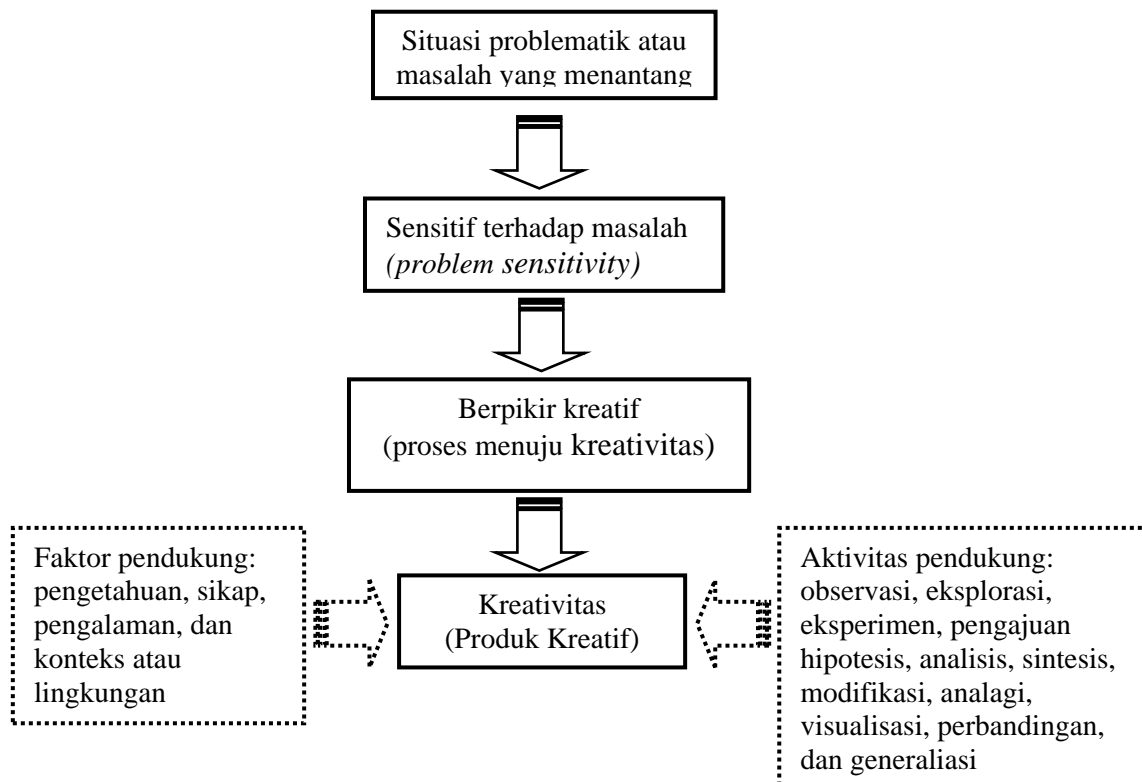 Situasi problematik atau
masalah yang menantang
Sensitif terhadap masalah
(problem sensitivity)
Berpikir kreatif
(proses menuju kreativitas)
Faktor pendukung:
pengetahuan, sikap,
pengalaman, dan
konteks atau
lingkungan
Kreativitas
(Produk Kreatif)
Aktivitas pendukung:
observasi, eksplorasi,
eksperimen, pengajuan
hipotesis, analisis, sintesis,
modifikasi, analagi,
visualisasi, perbandingan,
dan generaliasi